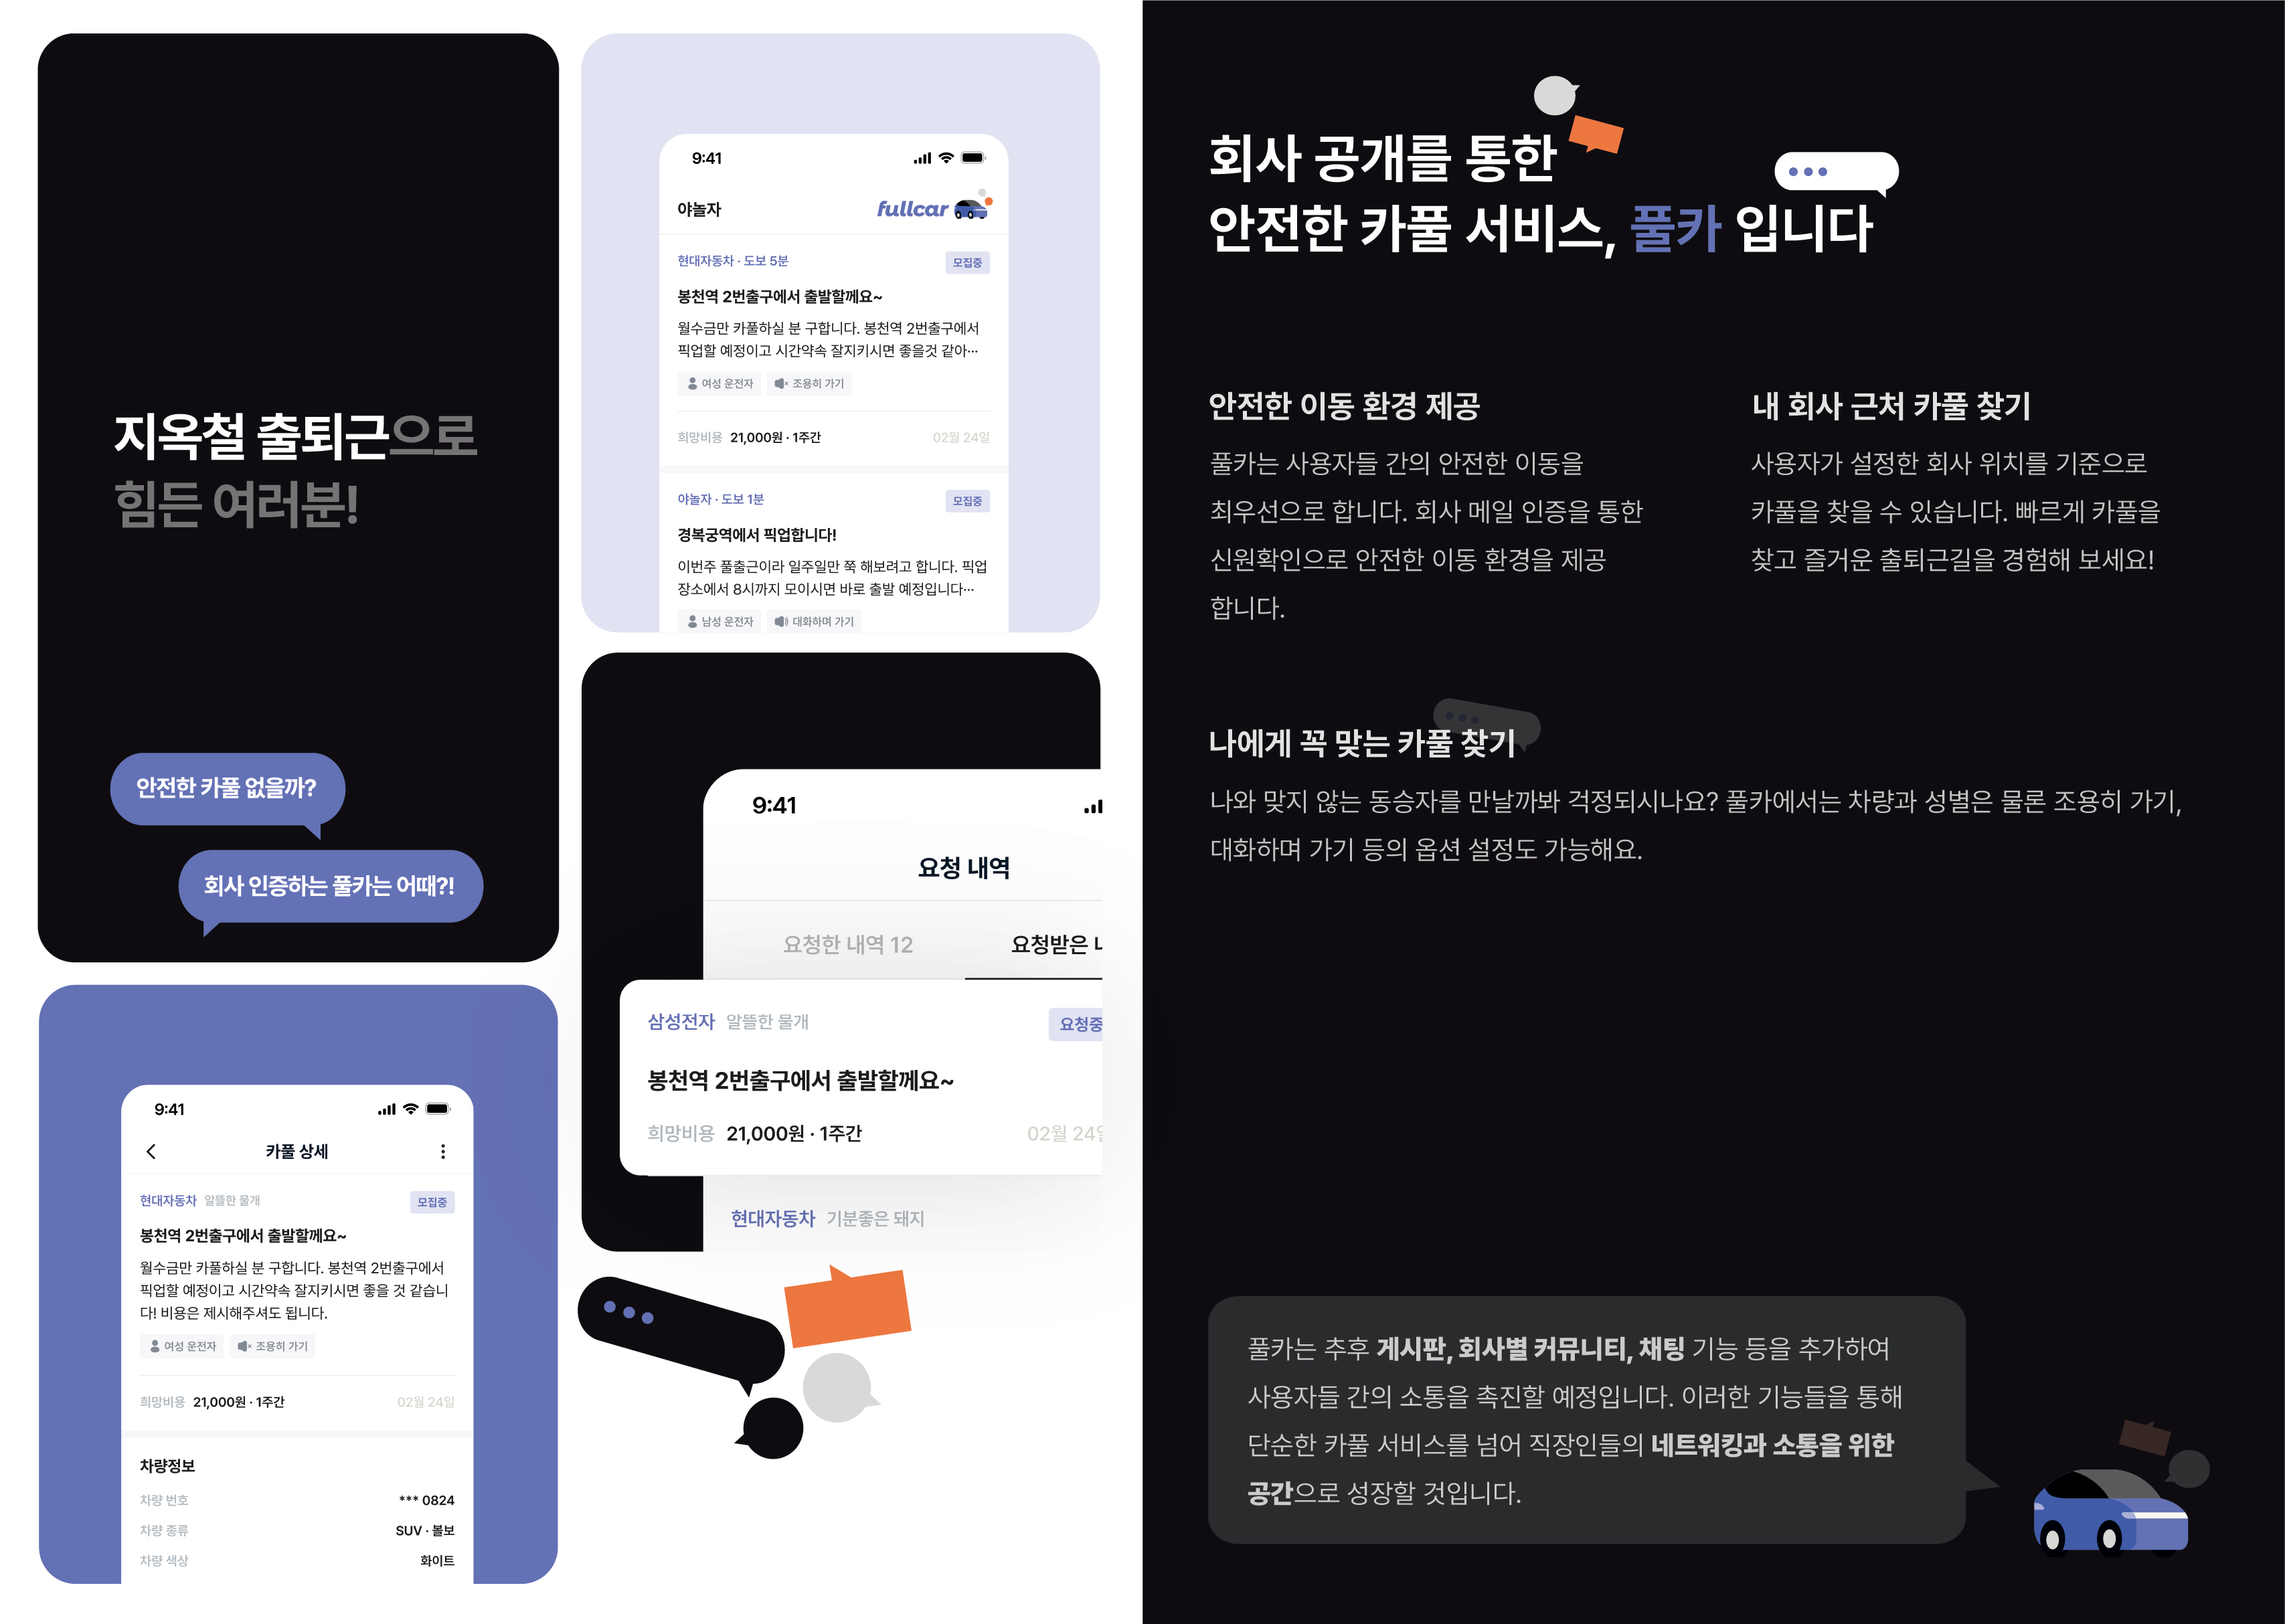 지옥철 출퇴근으로
힘든 여러분!
안전한 카풀 없을까?
회사 인증하는 풀카는 어때?!
9:41
카풀 상세
현대자동차 알뜰한 물개
모집중
봉천역 2번출구에서 출발할께요~
월수금만 카풀하실 분 구합니다. 봉천역 2번출구에서
픽업할 예정이고 시간약속 잘지키시면 좋을 것 같습니
다! 비용은 제시해주셔도 됩니다.
여성 운전자 조용히 가기
희망비용 21,000원 · 1주간 02월 24일
차량정보
차량 번호 *** 0824
차량 종류 SUV · 볼보
차량 색상 화이트
9:41
야놀자 fullcar
현대자동차 · 도보 5분 모집중
봉천역 2번출구에서 출발할께요~
월수금만 카풀하실 분 구합니다. 봉천역 2번출구에서
픽업할 예정이고 시간약속 잘지키시면 좋을것 같아···
여성 운전자 조용히 가기
희망비용 21,000원 · 1주간 02월 24일
야놀자 · 도보 1분 모집중
경복궁역에서 픽업합니다!
이번주 풀출근이라 일주일만 쭉 해보려고 합니다. 픽업
장소에서 8시까지 모이시면 바로 출발 예정입니다···
남성 운전자 대화하며 가기
9:41
요청 내역
요청한 내역 12 요청받은
삼성전자 알뜰한 물개 요청중
봉천역 2번출구에서 출발할께요~
희망비용 21,000원 · 1주간 02월 24일
현대자동차 기분좋은 돼지
회사 공개를 통한
안전한 카풀 서비스, 풀카 입니다
안전한 이동 환경 제공
풀카는 사용자들 간의 안전한 이동을
최우선으로 합니다. 회사 메일 인증을 통한
신원확인으로 안전한 이동 환경을 제공
합니다.
내 회사 근처 카풀 찾기
사용자가 설정한 회사 위치를 기준으로
카풀을 찾을 수 있습니다. 빠르게 카풀을
찾고 즐거운 출퇴근길을 경험해 보세요!
나에게 꼭 맞는 카풀 찾기
나와 맞지 않는 동승자를 만날까봐 걱정되시나요? 풀카에서는 차량과 성별은 물론 조용히 가기,
대화하며 가기 등의 옵션 설정도 가능해요.
풀카는 추후 게시판, 회사별 커뮤니티, 채팅 기능 등을 추가하여
사용자들 간의 소통을 촉진할 예정입니다. 이러한 기능들을 통해
단순한 카풀 서비스를 넘어 직장인들의 네트워킹과 소통을 위한
공간으로 성장할 것입니다.